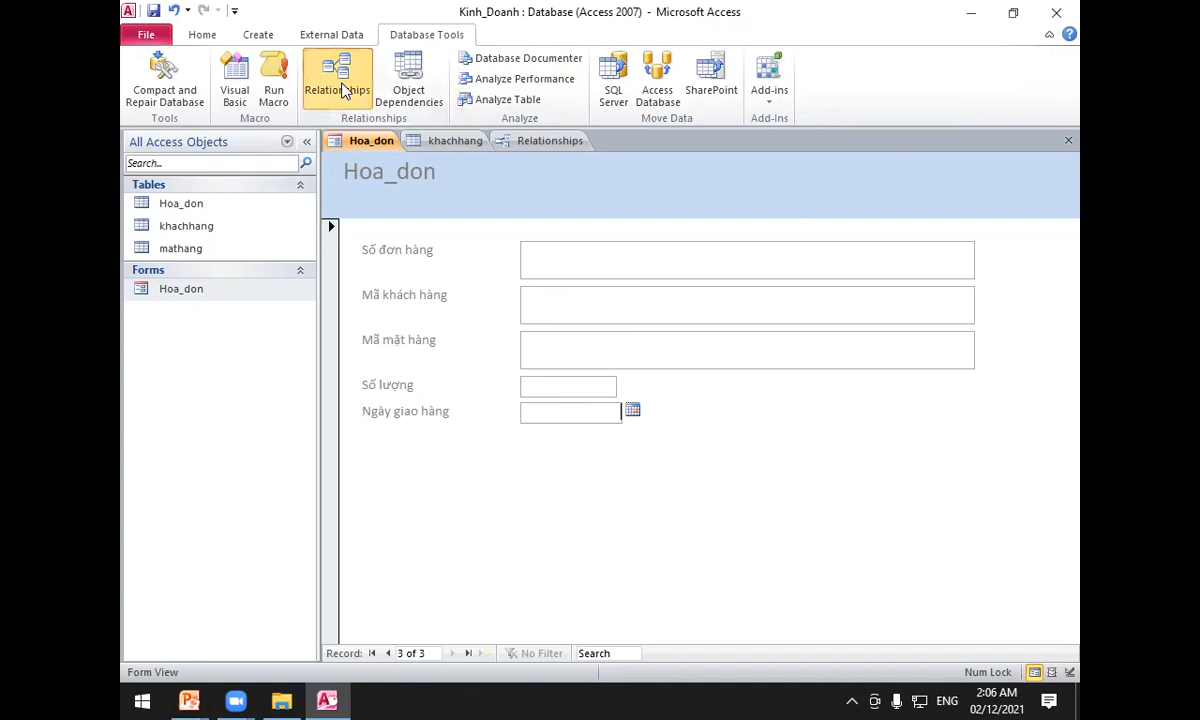 Kinh_Doanh : Database (Access 2007) - Microsoft Access
File Home Create External Data Database Tools
Compact and Repair Database
Visual Basic
Run Macro
Relationships
Object Dependencies
Database Documenter
Analyze Performance
Analyze Table
SQL Server
Access Database
SharePoint
Add-ins
Tools Macro Relationships Analyze Move Data Add-Ins
All Access Objects
Hoa_don khachhang Relationships
Search...
Tables
Hoa_don
khachhang
mathang
Forms
Hoa_don
Hoa_don
Số đơn hàng
Mã khách hàng
Mã mặt hàng
Số lượng
Ngày giao hàng
Record: 3 of 3 No Filter Search
Form View Num Lock
ENG
2:06 AM
02/12/2021